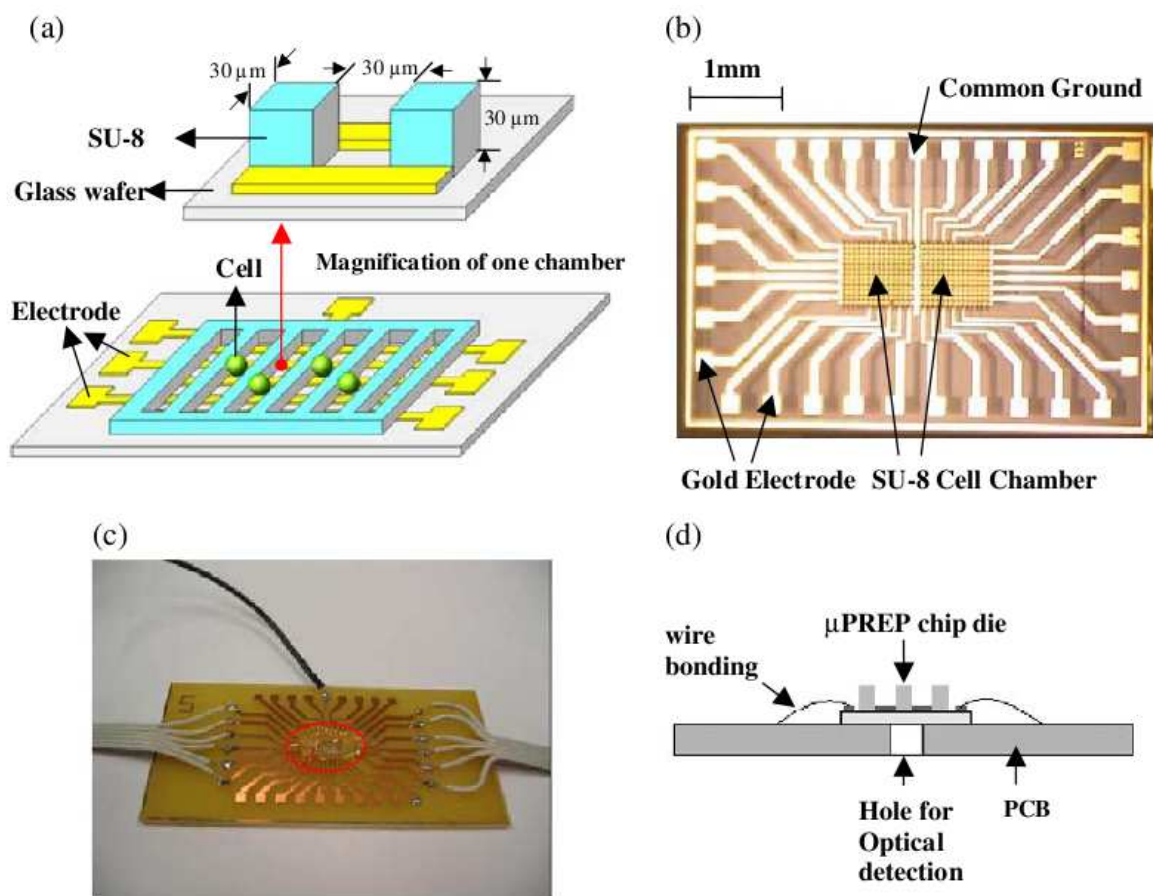 (a)
30 µm
30 µm
30 µm
SU-8
Glass wafer
Magnification of one chamber
Cell
Electrode
(b)
1mm
Common Ground
Gold Electrode
SU-8 Cell Chamber
(c)
5
(d)
µPREP chip die
wire
bonding
Hole for
Optical
detection
PCB